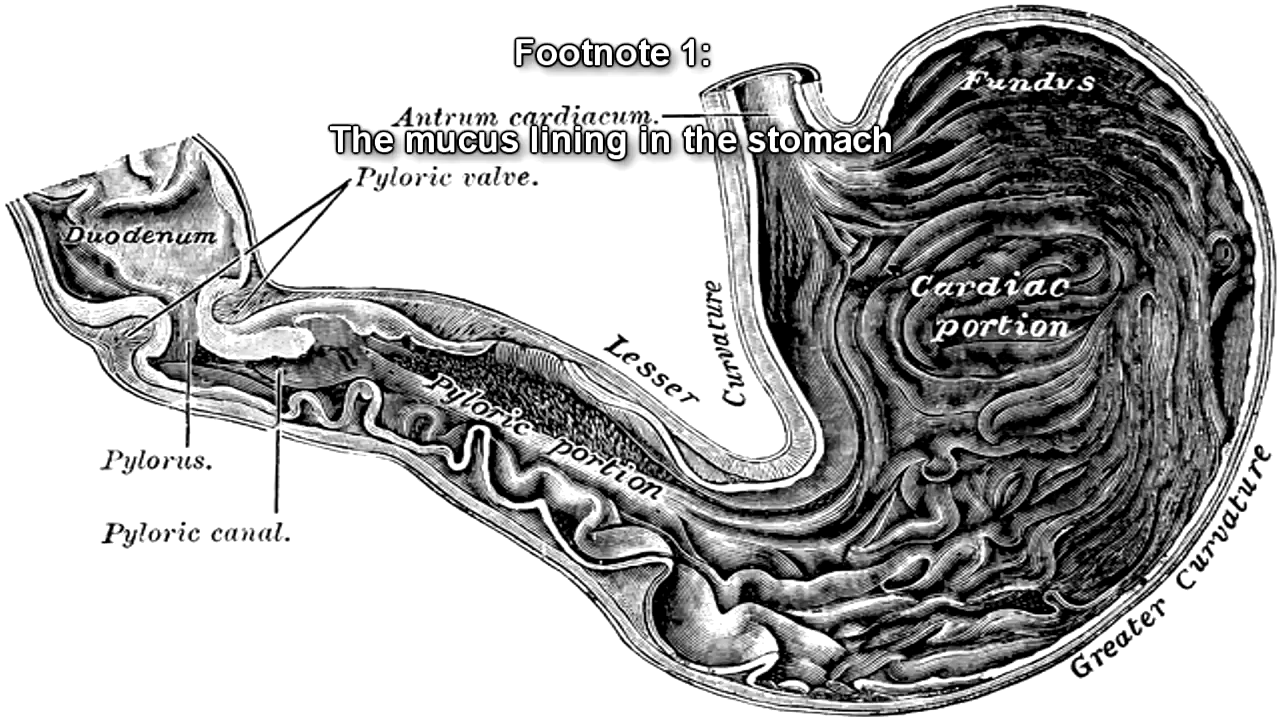 Footnote 1:
Fundus
Antrum cardiacum.
The mucus lining in the stomach
Pyloric valve.
Duodenum
Cardiac
portion
Lesser
Curvature
Pyloric portion
Pylorus.
Pyloric canal.
Greater Curvature